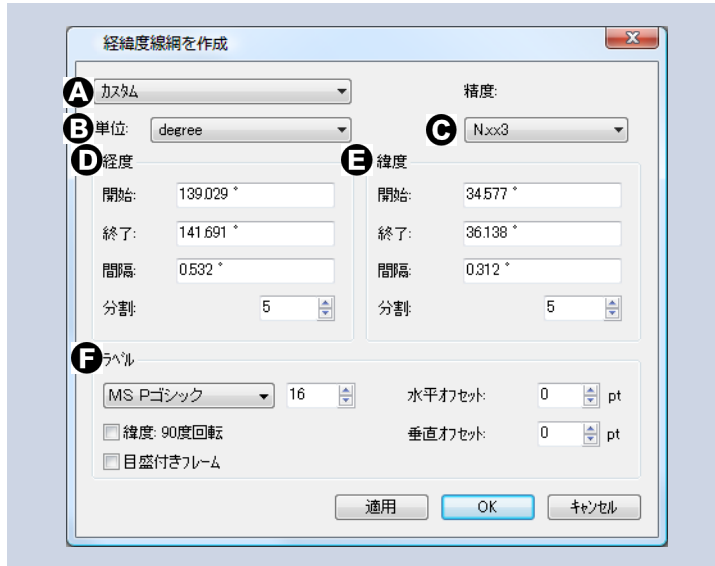 経緯度線網を作成
A カスタム 精度:
B 単位: degree C N.xx3
D 経度 E 緯度
開始: 139.029 ° 開始: 34.577 °
終了: 141.691 ° 終了: 36.138 °
間隔: 0.532 ° 間隔: 0.312 °
分割: 5 分割: 5
F ラベル
MS Pゴシック 16 水平オフセット: 0 pt
緯度: 90度回転 垂直オフセット: 0 pt
目盛付きフレーム
適用 OK キャンセル